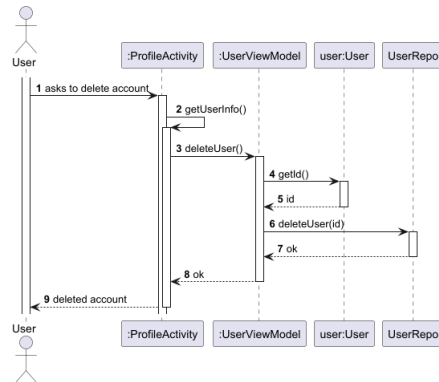 User
:ProfileActivity
:UserViewModel
user:User
UserRepo
1 asks to delete account
2 getUserInfo()
3 deleteUser()
4 getId()
5 id
6 deleteUser(id)
7 ok
8 ok
9 deleted account
User
:ProfileActivity
:UserViewModel
user:User
UserRepo